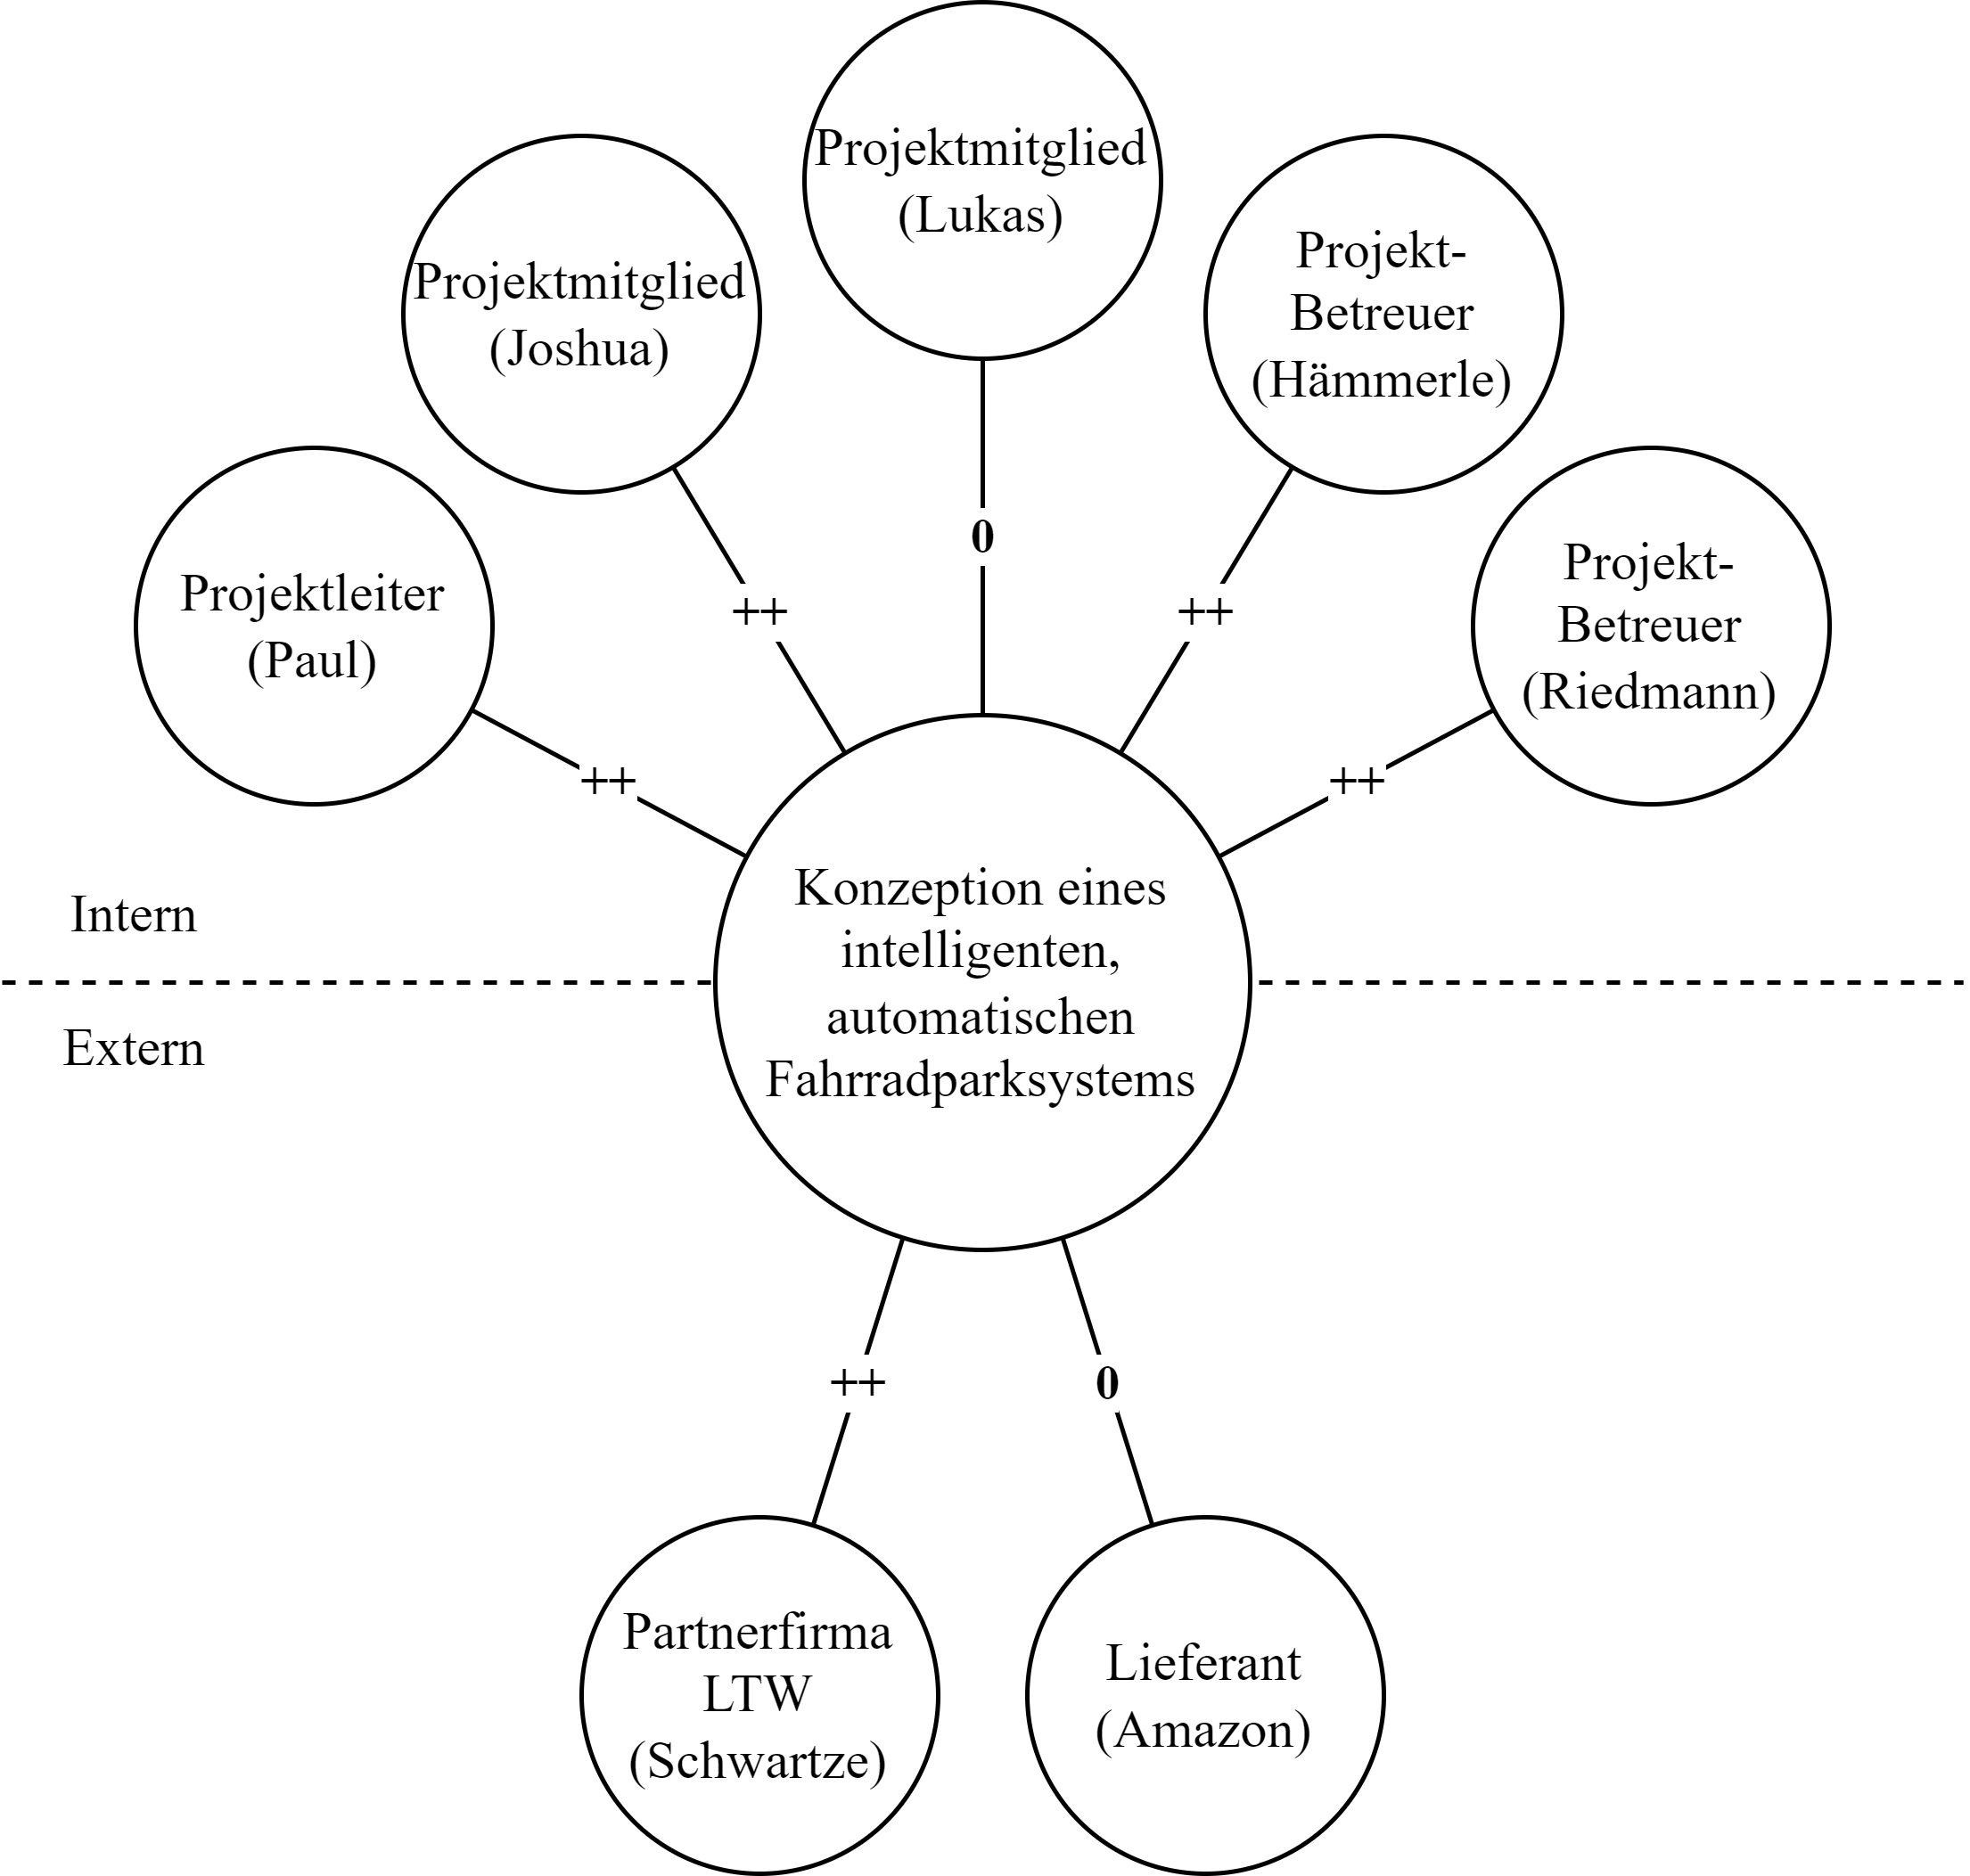 Projektmitglied
(Lukas)
Projektmitglied
(Joshua)
Projekt-
Betreuer
(Hämmerle)
Projektleiter
(Paul)
Projekt-
Betreuer
(Riedmann)
0
++
++
++
++
Konzeption eines
intelligenten,
automatischen
Fahrradparksystems
Intern
Extern
++
0
Partnerfirma
LTW
(Schwartze)
Lieferant
(Amazon)